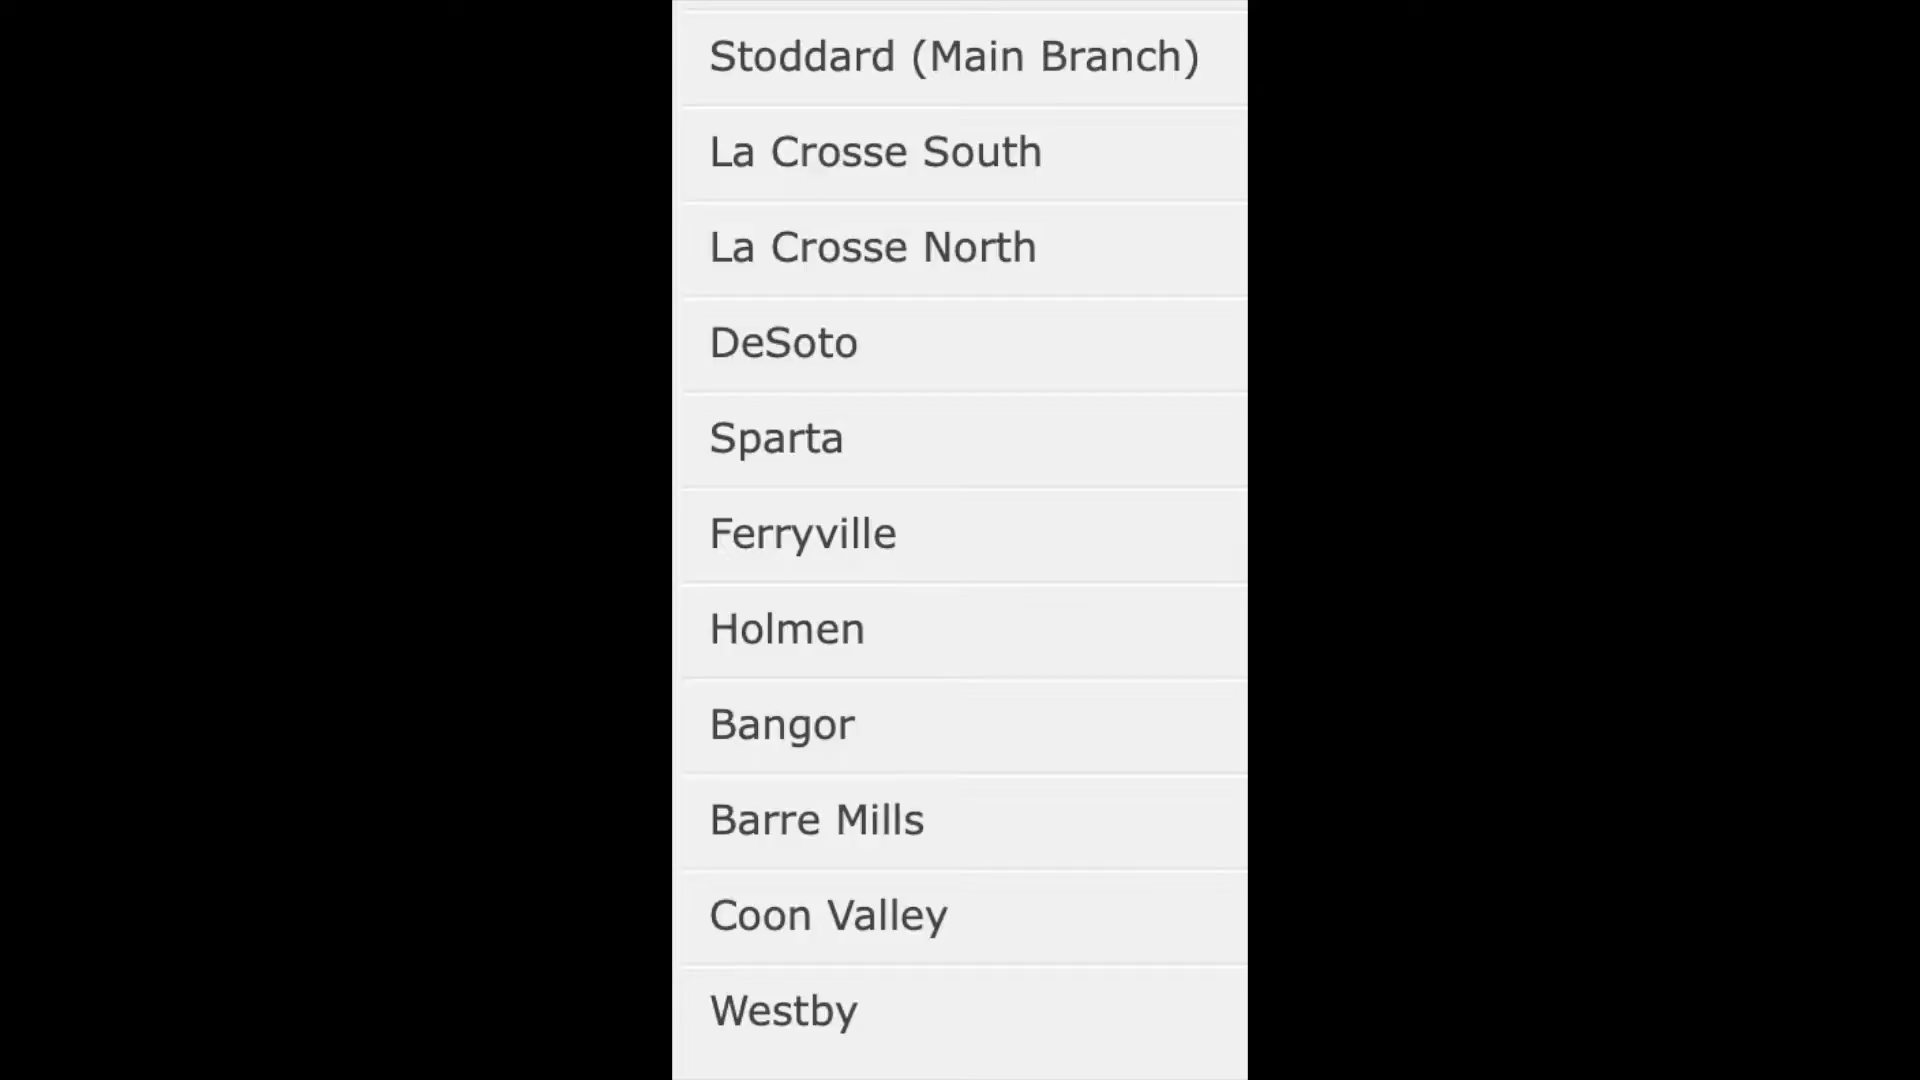 Stoddard (Main Branch)
La Crosse South
La Crosse North
DeSoto
Sparta
Ferryville
Holmen
Bangor
Barre Mills
Coon Valley
Westby